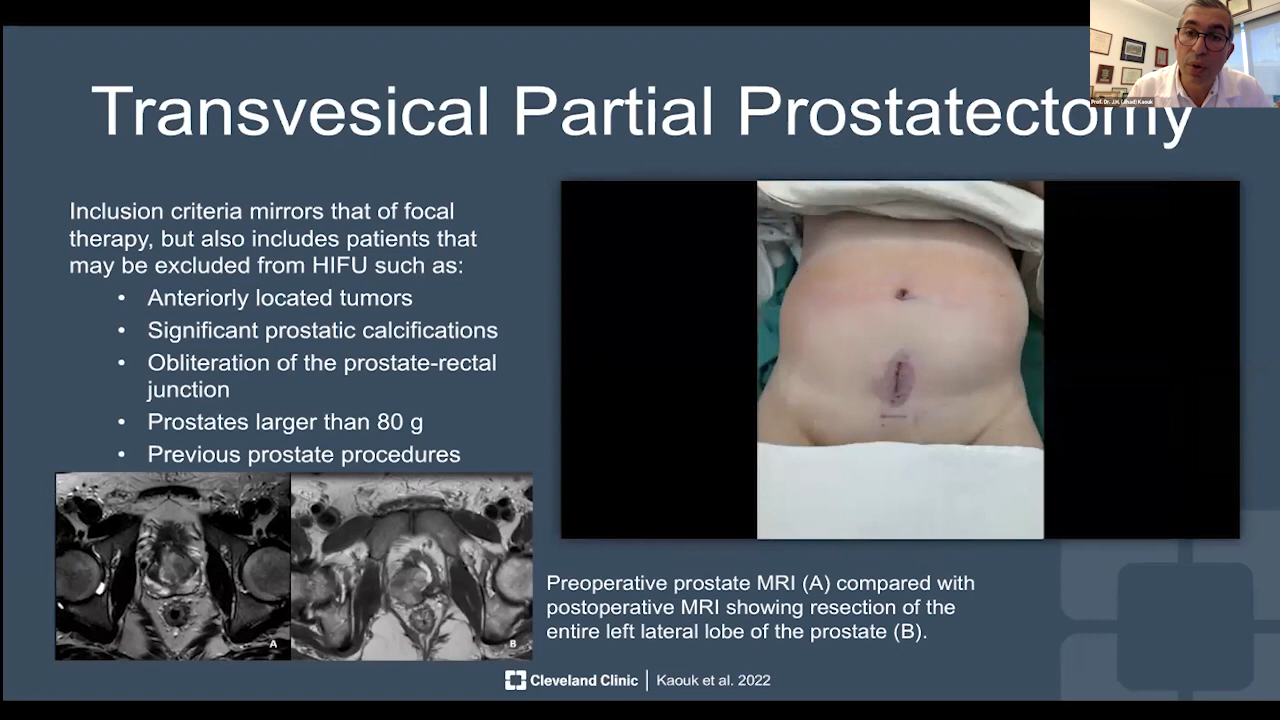 Transvesical Partial Prostatectomy
Prof. Dr. J.H. (Jihad) Kaouk
Inclusion criteria mirrors that of focal
therapy, but also includes patients that
may be excluded from HIFU such as:
• Anteriorly located tumors
• Significant prostatic calcifications
• Obliteration of the prostate-rectal
junction
• Prostates larger than 80 g
• Previous prostate procedures
A
B
Preoperative prostate MRI (A) compared with
postoperative MRI showing resection of the
entire left lateral lobe of the prostate (B).
Cleveland Clinic | Kaouk et al. 2022